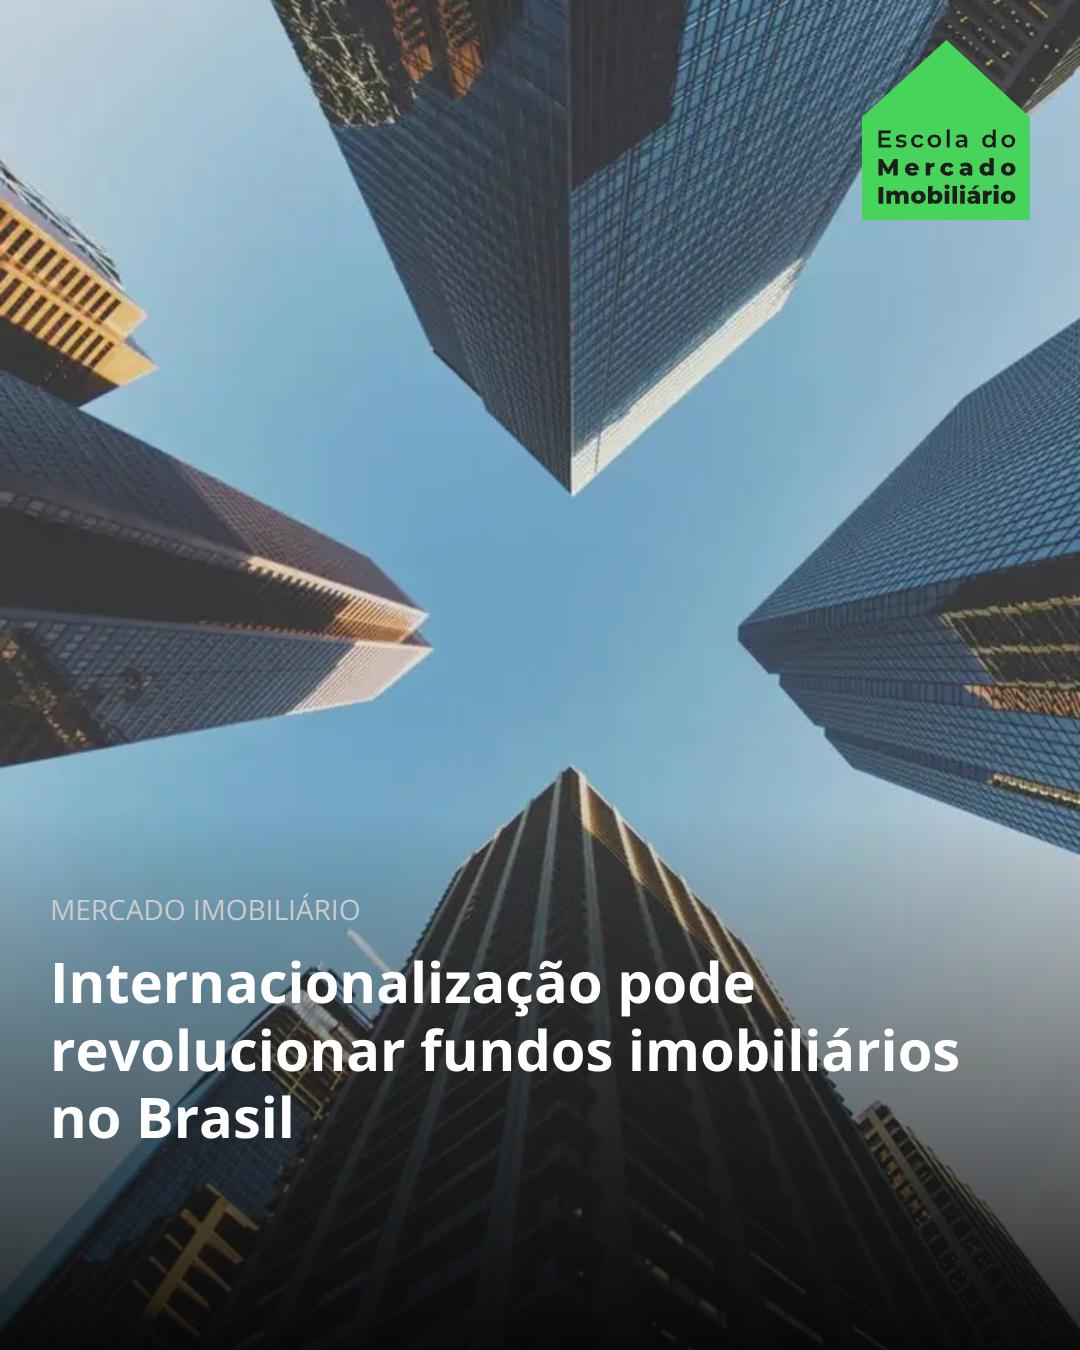 Escola do
Mercado
Imobiliário
MERCADO IMOBILIÁRIO
Internacionalização pode
revolucionar fundos imobiliários
no Brasil